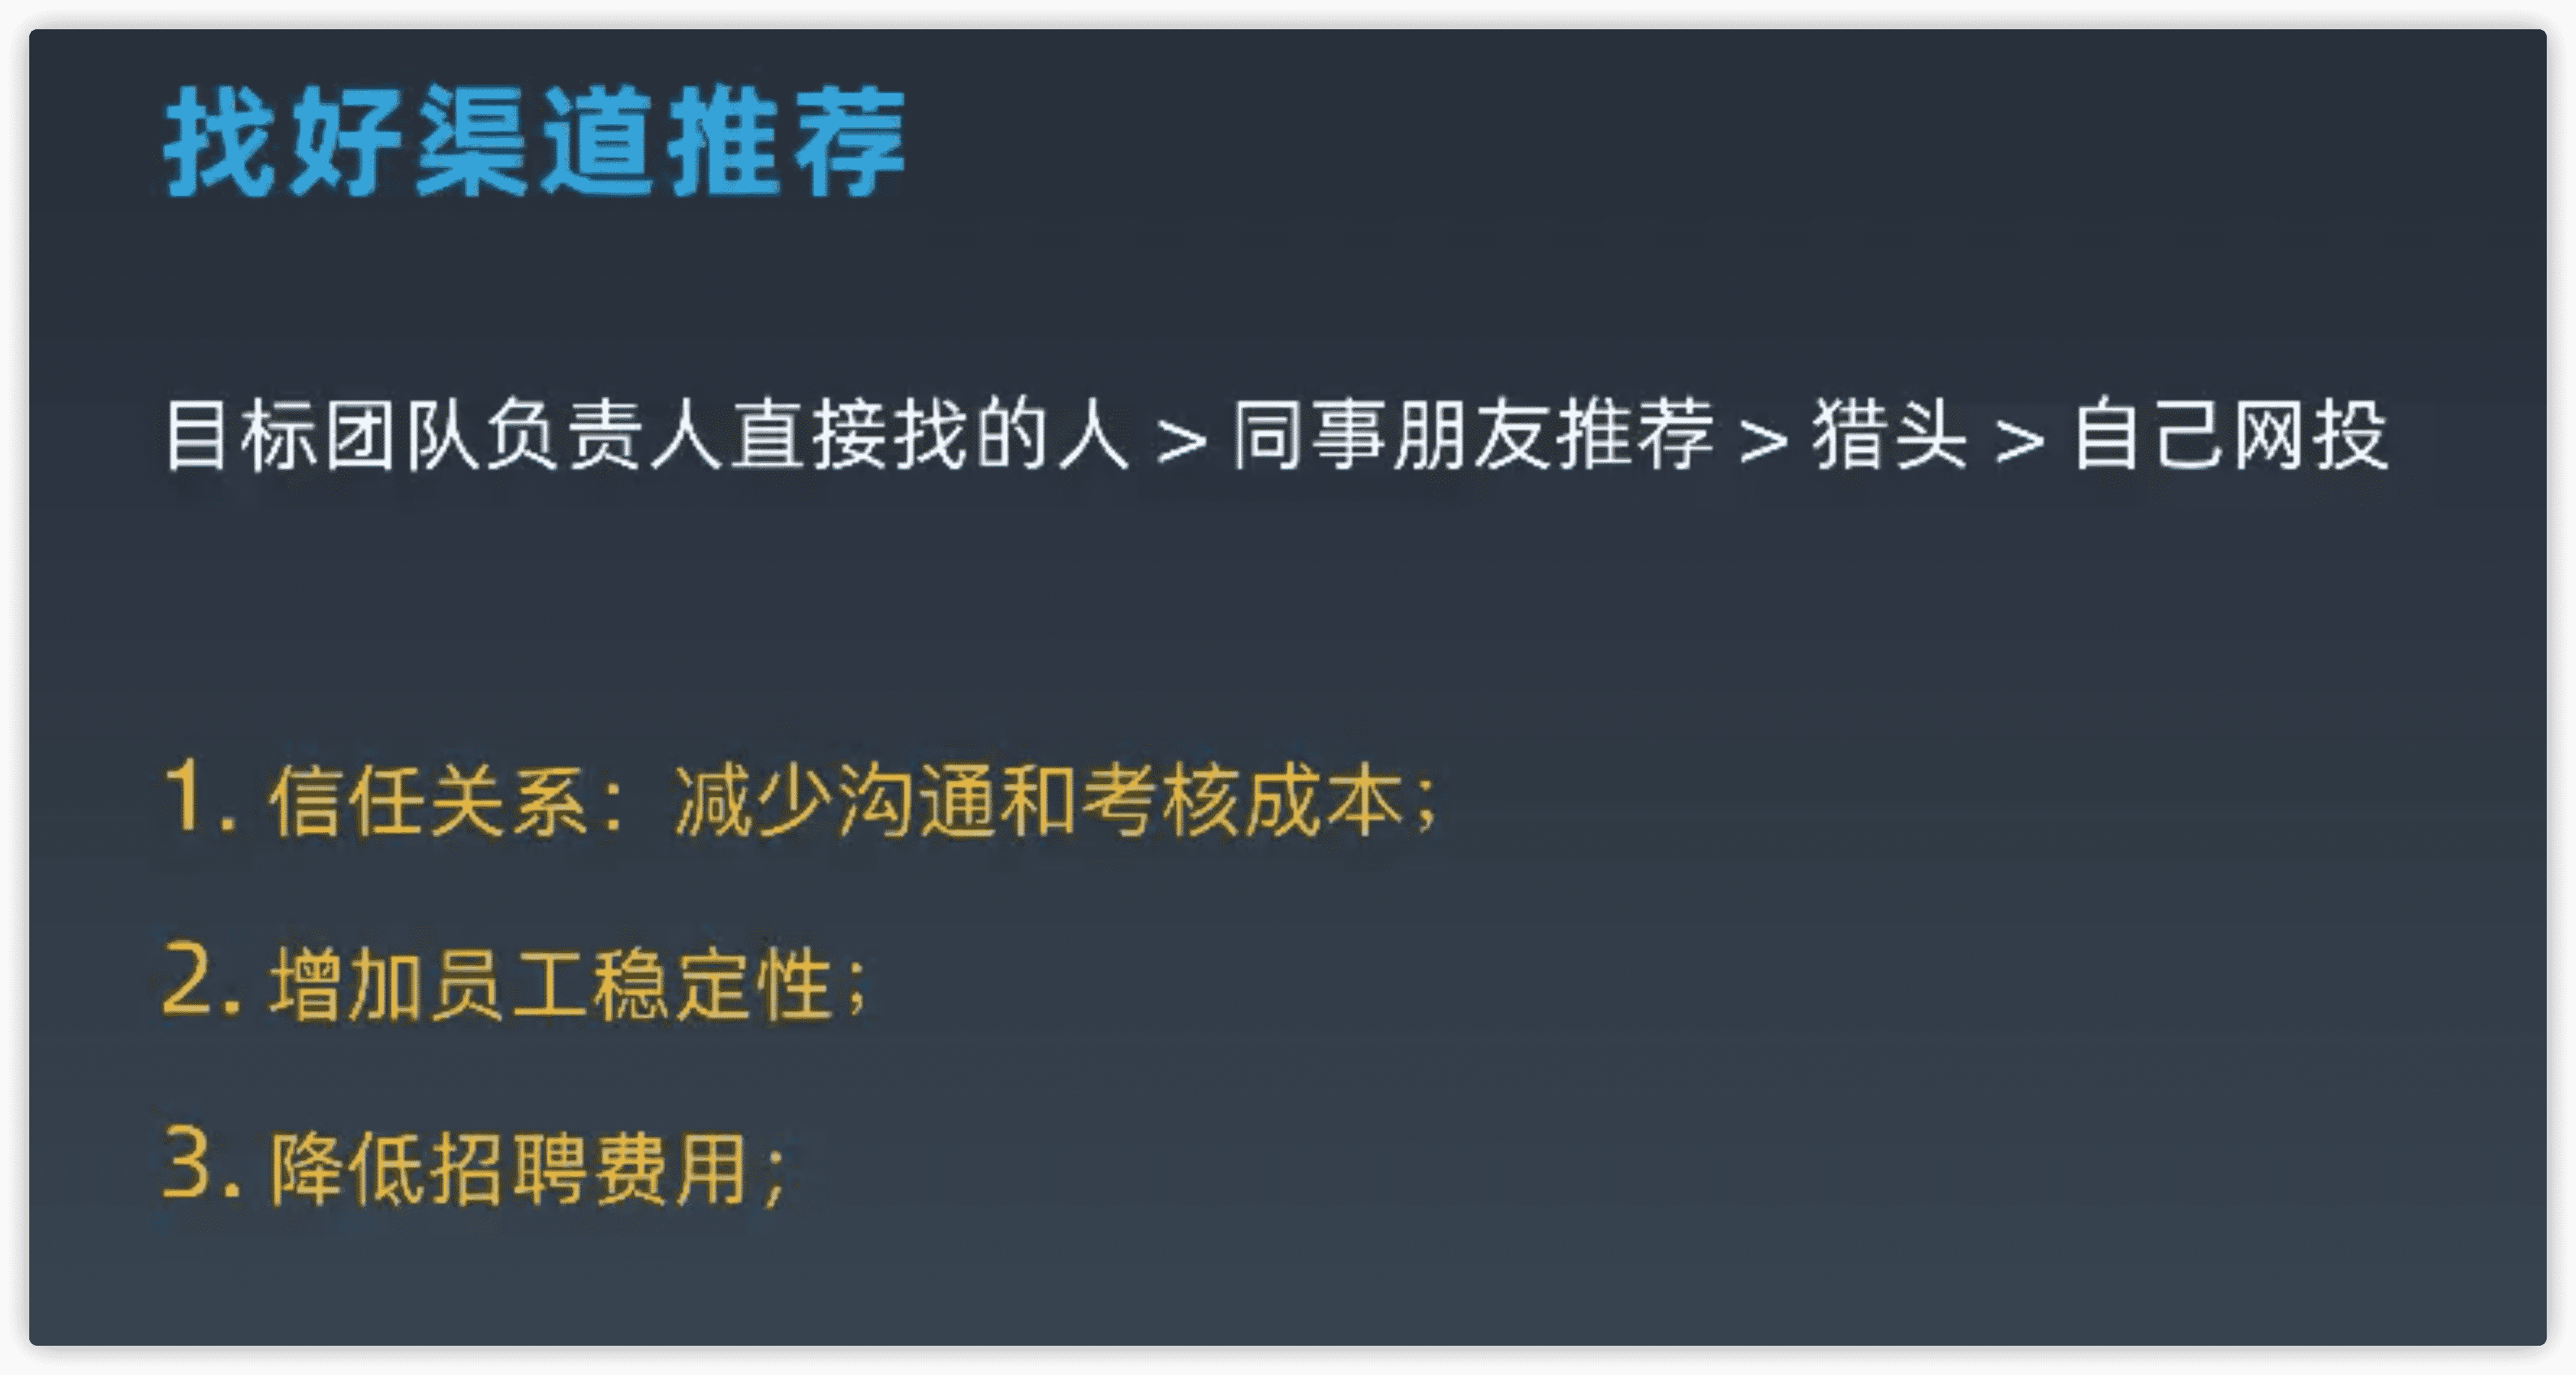 找好渠道推荐
目标团队负责人直接找的人 > 同事朋友推荐 > 猎头 > 自己网投
1. 信任关系：减少沟通和考核成本；
2. 增加员工稳定性；
3. 降低招聘费用；